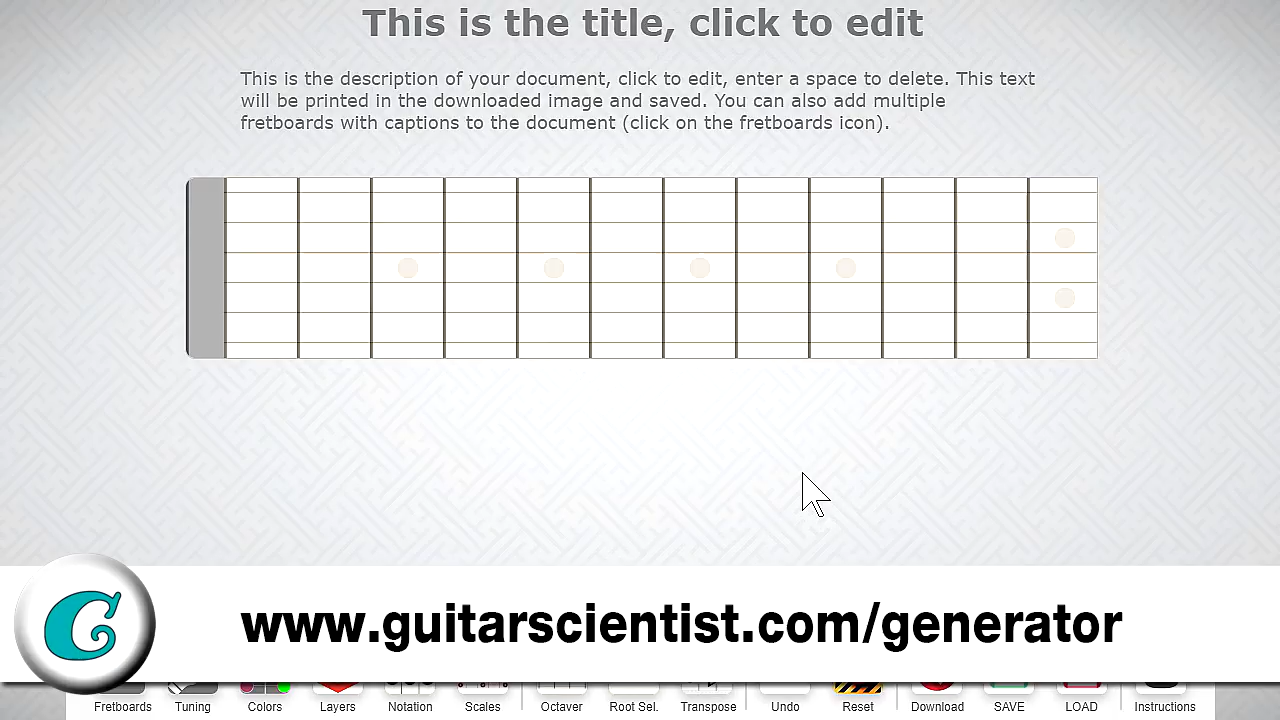 This is the title, click to edit
This is the description of your document, click to edit, enter a space to delete. This text
will be printed in the downloaded image and saved. You can also add multiple
fretboards with captions to the document (click on the fretboards icon).
G
www.guitarscientist.com/generator
Fretboards Tuning Colors Layers Notation Scales Octaver Root Sel. Transpose Undo Reset Download SAVE LOAD Instructions